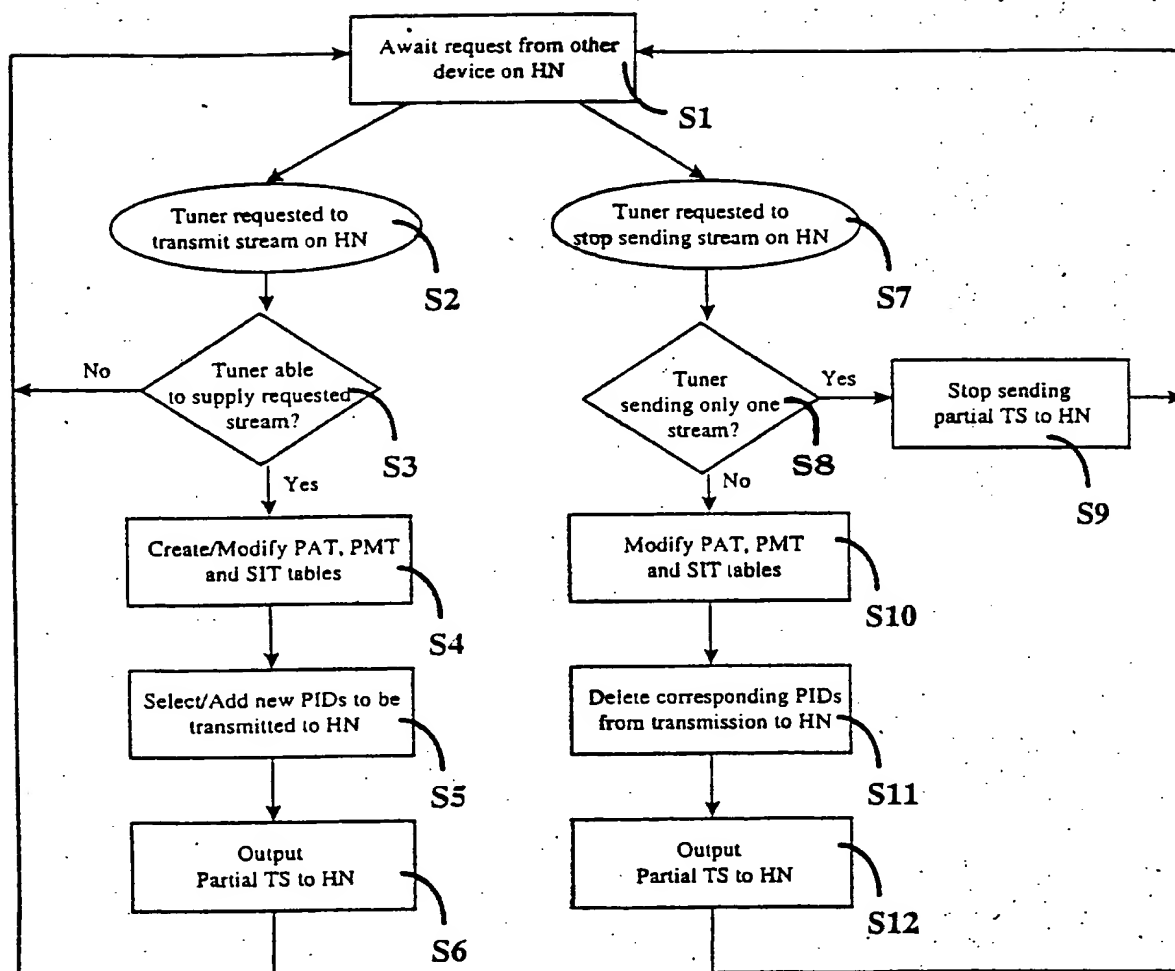 Await request from other
device on HN
S1
Tuner requested to
transmit stream on HN
S2
Tuner requested to
stop sending stream on HN
S7
No
Tuner able
to supply requested
stream?
S3
Yes
Tuner
sending only one
stream?
S8
Yes
Stop sending
partial TS to HN
S9
No
Create/Modify PAT, PMT
and SIT tables
S4
Modify PAT, PMT
and SIT tables
S10
Select/Add new PIDs to be
transmitted to HN
S5
Delete corresponding PIDs
from transmission to HN
S11
Output
Partial TS to HN
S6
Output
Partial TS to HN
S12